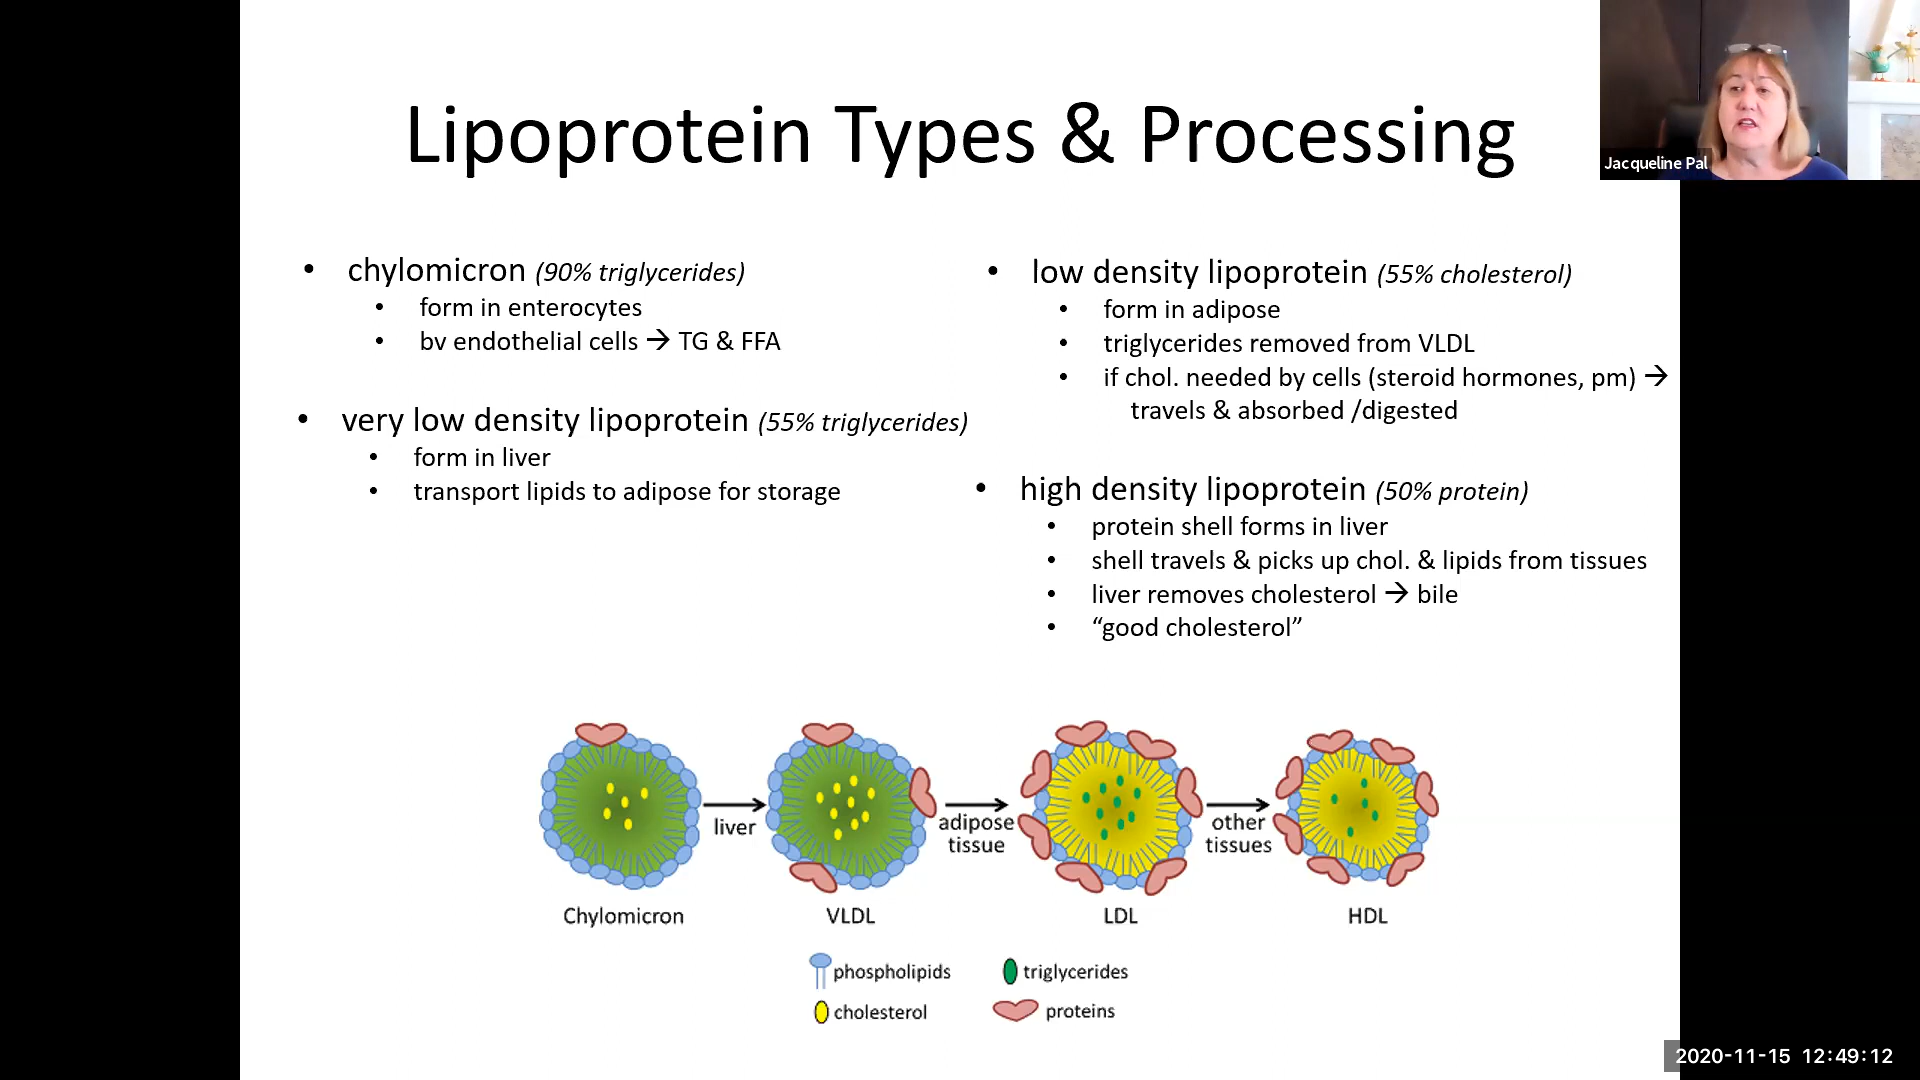 Lipoprotein Types & Processing
Jacqueline Pal
• chylomicron (90% triglycerides)
• form in enterocytes
• bv endothelial cells → TG & FFA
• very low density lipoprotein (55% triglycerides)
• form in liver
• transport lipids to adipose for storage
• low density lipoprotein (55% cholesterol)
• form in adipose
• triglycerides removed from VLDL
• if chol. needed by cells (steroid hormones, pm) →
travels & absorbed /digested
• high density lipoprotein (50% protein)
• protein shell forms in liver
• shell travels & picks up chol. & lipids from tissues
• liver removes cholesterol → bile
• “good cholesterol”
liver
adipose
tissue
other
tissues
Chylomicron
VLDL
LDL
HDL
phospholipids
triglycerides
cholesterol
proteins
2020-11-15 12:49:12